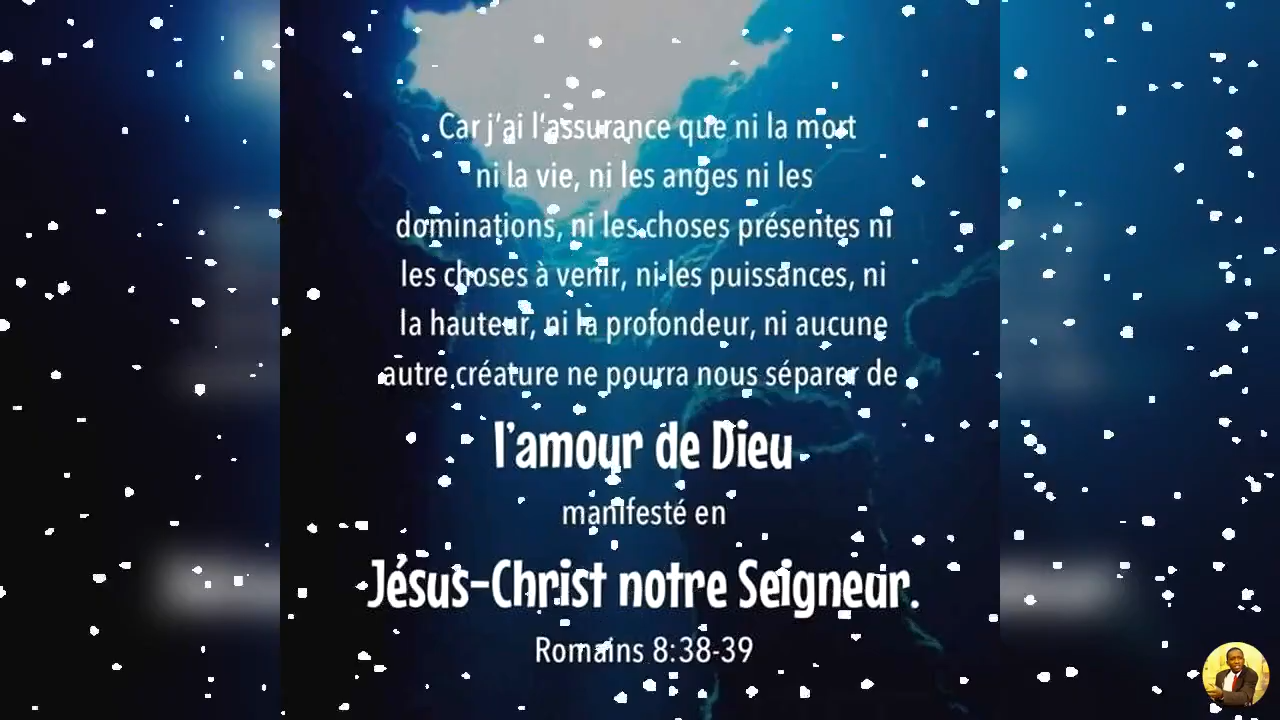 Car j’ai l’assurance que ni la mort
ni la vie, ni les anges ni les
dominations, ni les choses présentes ni
les choses à venir, ni les puissances, ni
la hauteur, ni la profondeur, ni aucune
autre créature ne pourra nous séparer de
l’amour de Dieu
manifesté en
Jésus-Christ notre Seigneur.
Romains 8:38-39